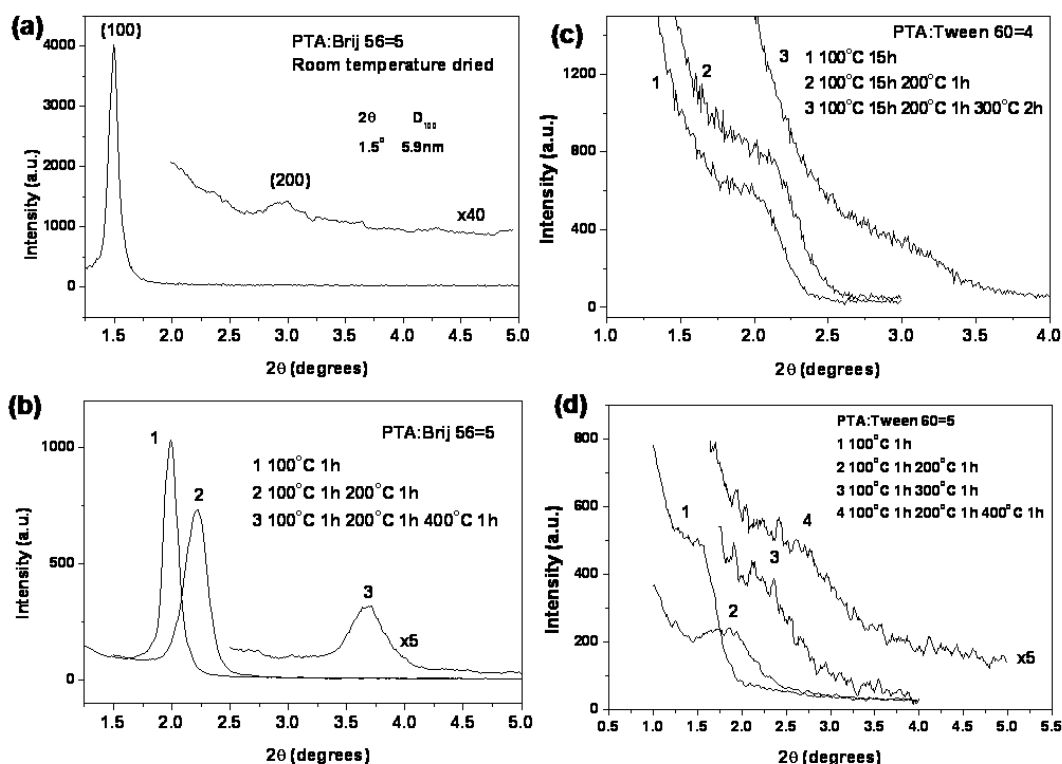 (a)
(100)
PTA:Brij 56=5
Room temperature dried
2θ D100
1.5° 5.9nm
(200)
x40
4000
3000
2000
1000
0
Intensity (a.u.)
1.5 2.0 2.5 3.0 3.5 4.0 4.5 5.0
2θ (degrees)
(b)
PTA:Brij 56=5
1 100°C 1h
2 100°C 1h 200°C 1h
3 100°C 1h 200°C 1h 400°C 1h
1
2
3
x5
1000
500
0
Intensity (a.u.)
1.5 2.0 2.5 3.0 3.5 4.0 4.5 5.0
2θ (degrees)
(c)
PTA:Tween 60=4
1 100°C 15h
2 100°C 15h 200°C 1h
3 100°C 15h 200°C 1h 300°C 2h
1
2
3
1200
800
400
0
Intensity (a.u.)
1.0 1.5 2.0 2.5 3.0 3.5 4.0
2θ (degrees)
(d)
PTA:Tween 60=5
1 100°C 1h
2 100°C 1h 200°C 1h
3 100°C 1h 300°C 1h
4 100°C 1h 200°C 1h 400°C 1h
1
2
3
4
x5
800
600
400
200
0
Intensity (a.u.)
0.5 1.0 1.5 2.0 2.5 3.0 3.5 4.0 4.5 5.0 5.5
2θ (degrees)